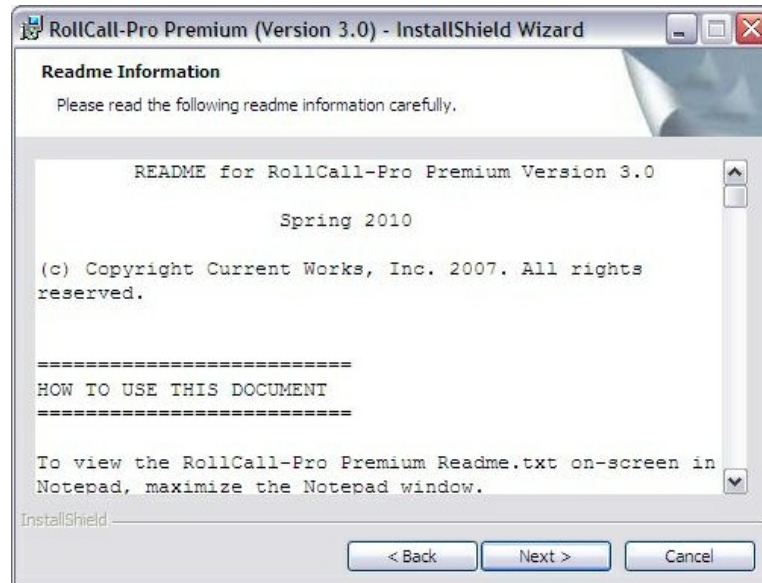 RollCall-Pro Premium (Version 3.0) - InstallShield Wizard
Readme Information
Please read the following readme information carefully.
README for RollCall-Pro Premium Version 3.0
Spring 2010
(c) Copyright Current Works, Inc. 2007. All rights
reserved.
==========================
HOW TO USE THIS DOCUMENT
==========================
To view the RollCall-Pro Premium Readme.txt on-screen in
Notepad, maximize the Notepad window.
InstallShield
< Back Next > Cancel